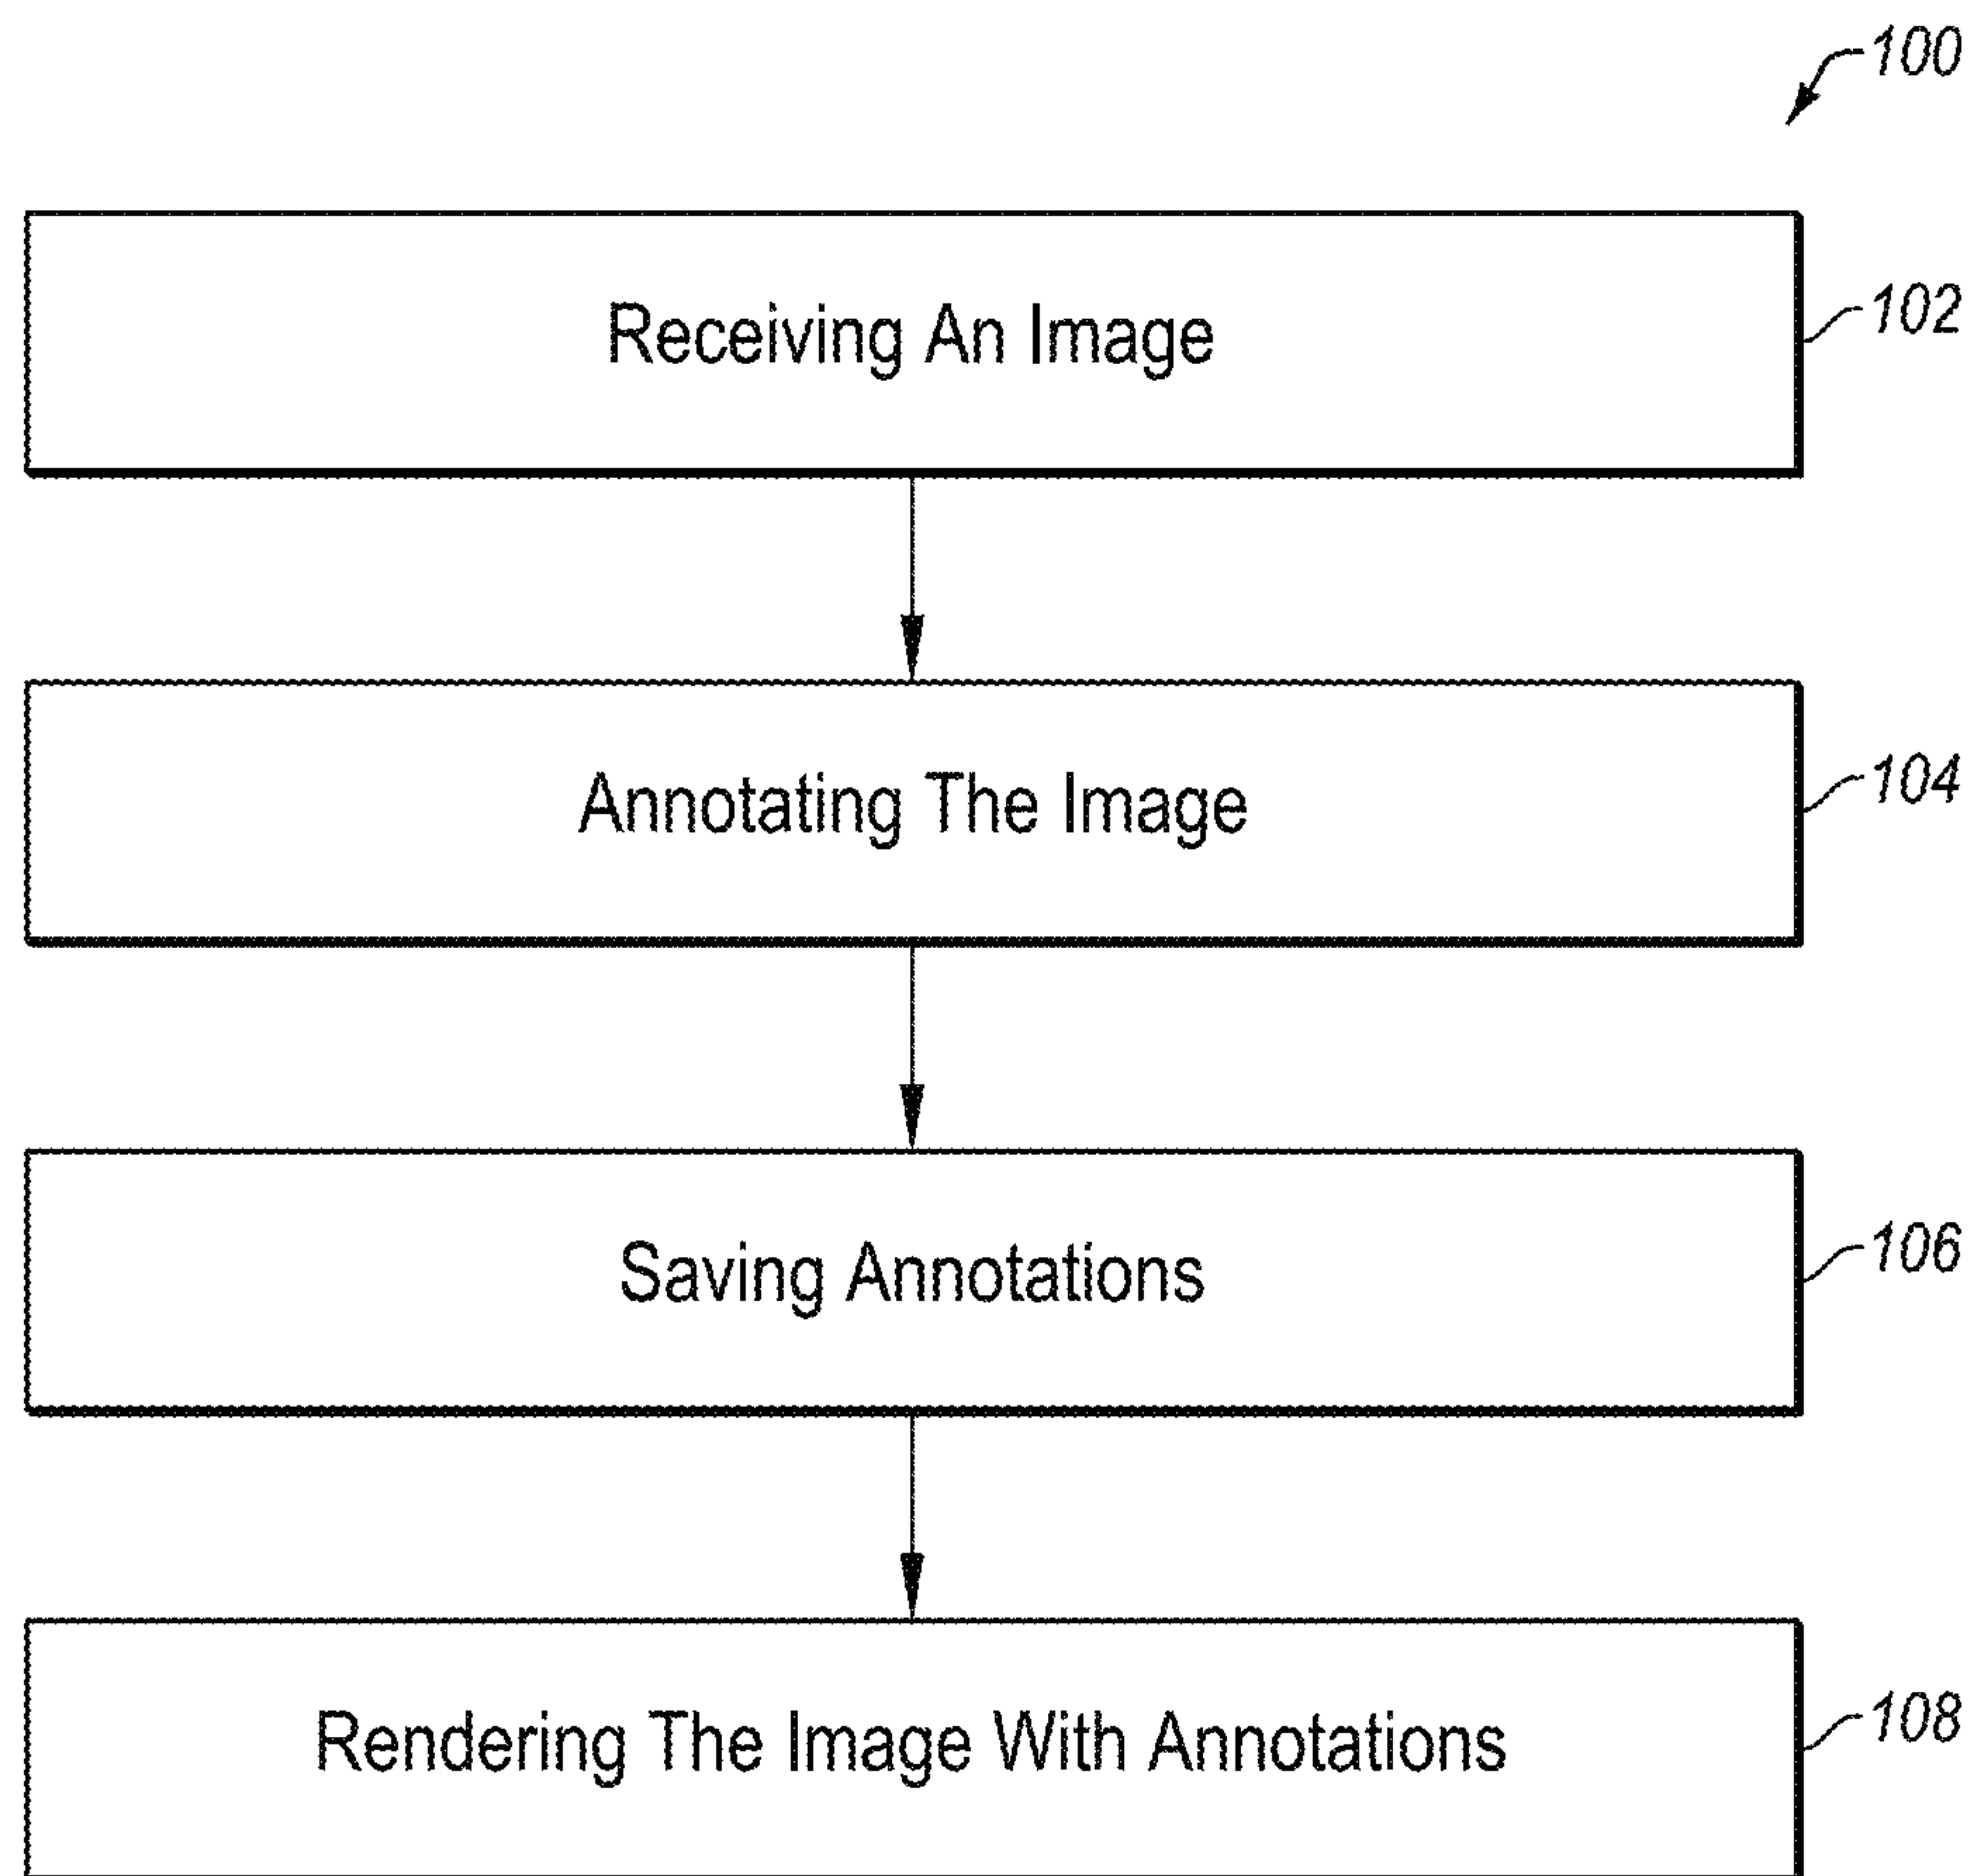 100
Receiving An Image
102
Annotating The Image
104
Saving Annotations
106
Rendering The Image With Annotations
108